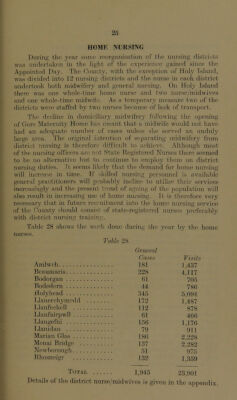 25
HOME NURSING
During the year some reorganisation of the nursing districts
was undertaken in the light of the experience gained since the
Appointed Day. The County, with the exception of Holy Island,
was divided into 12 nursing districts and the nurse in each district
undertook both midwifery and general nursing. On Holy Island
there was one whole-time home nurse and two nurse/midwives
and one whole-time midwife. As a temporary measure two of the
districts were staffed by two nurses because of lack of transport.
The decline in domiciliary midwifery following the opening
of Gors Maternity Home has meant that a midwife would not have
had an adequate number of cases unless she served an unduly
large area. The original intention of separating midwifery from
district nursing is therefore difficult to achieve. Although most
of the nursing officers are not State Registered Nurses there seemed
to be no alternative but to continue to employ them on district
nursing duties. It seems likely that the demand for home nursing
will increase in time. If skilled nursing personnel is available
general practitioners will probably incline to utilise their services
increasingly and the present trend of ageing of the population will
also result in increasing use of home nursing. It is therefore very
necessary that in future recruitment into the home nursing service
of the County should consist of state-registered nurses preferably
with district nursing training.
Table 28 shows the work done during the year by the home
nurses.
Table 28
General
Cases Visits
Amlwch 181 1,437
Beaumaris 228 4,117
Bodorgan 61 705
Bodedern 44 786
Holyhead 345 5,094
Llanerchymedd 172 1,487
Llanfechell 112 878
Llanfairpwll 61 466
Llangefni 156 1,176
Llanidan 79 911
Marian Glas 186 2,228
Menai Bridge 137 2,282
Newborough 51 975
Rhosneigr 132 1,359
TOTAL 1,945 23,901
Details of the district nurse/midwives is given in the appendix.